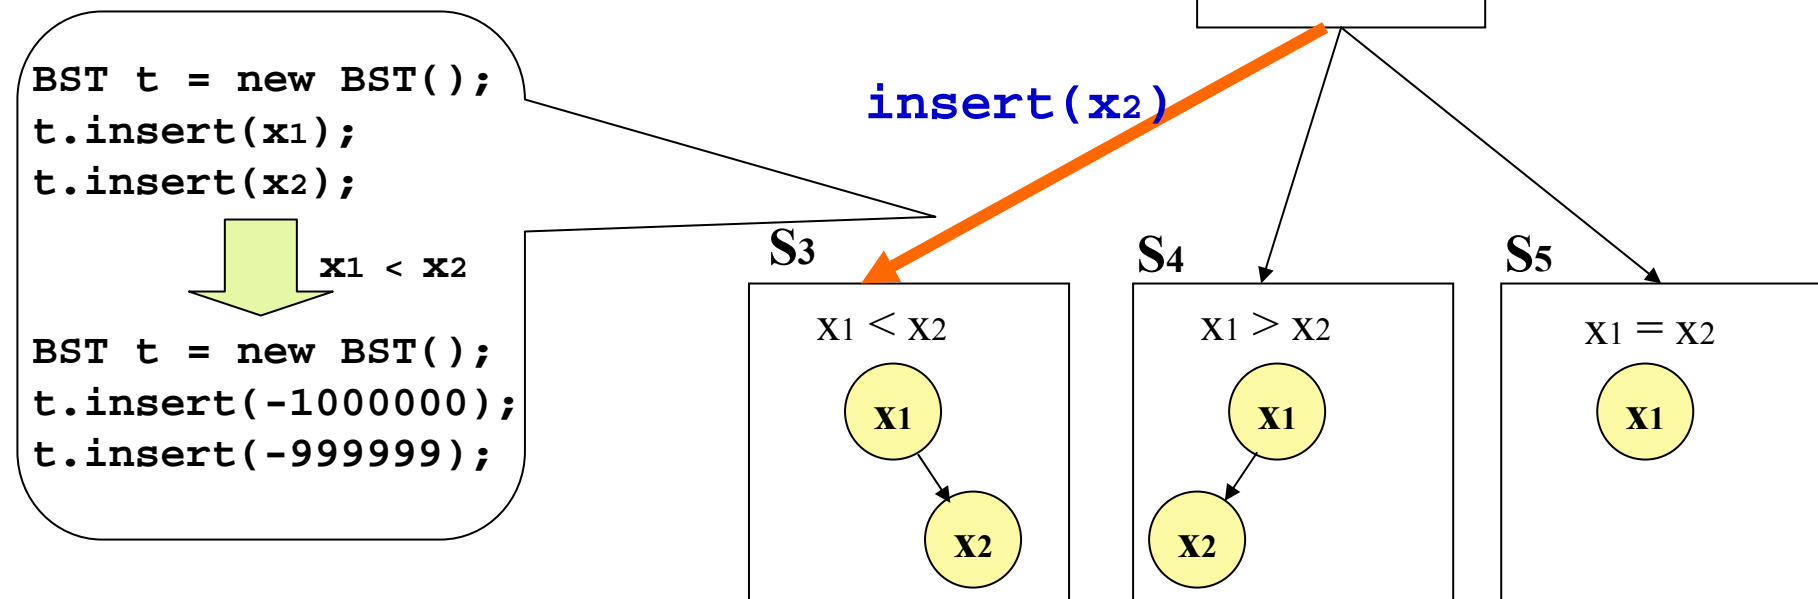 BST t = new BST();
t.insert(x1);
t.insert(x2);
x1 < x2
BST t = new BST();
t.insert(-1000000);
t.insert(-999999);
insert(x2)
S3
x1 < x2
x1
x2
S4
x1 > x2
x1
x2
S5
x1 = x2
x1